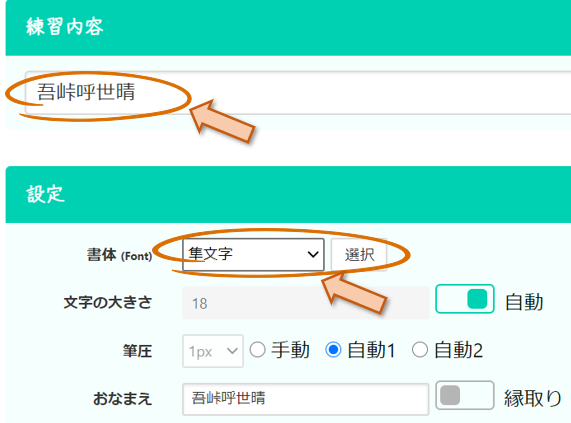 練習内容
吾峠呼世晴
設定
書体 (Font) 隼文字 選択
文字の大きさ 18 自動
筆圧 1px 手動 自動1 自動2
おなまえ 吾峠呼世晴 縁取り